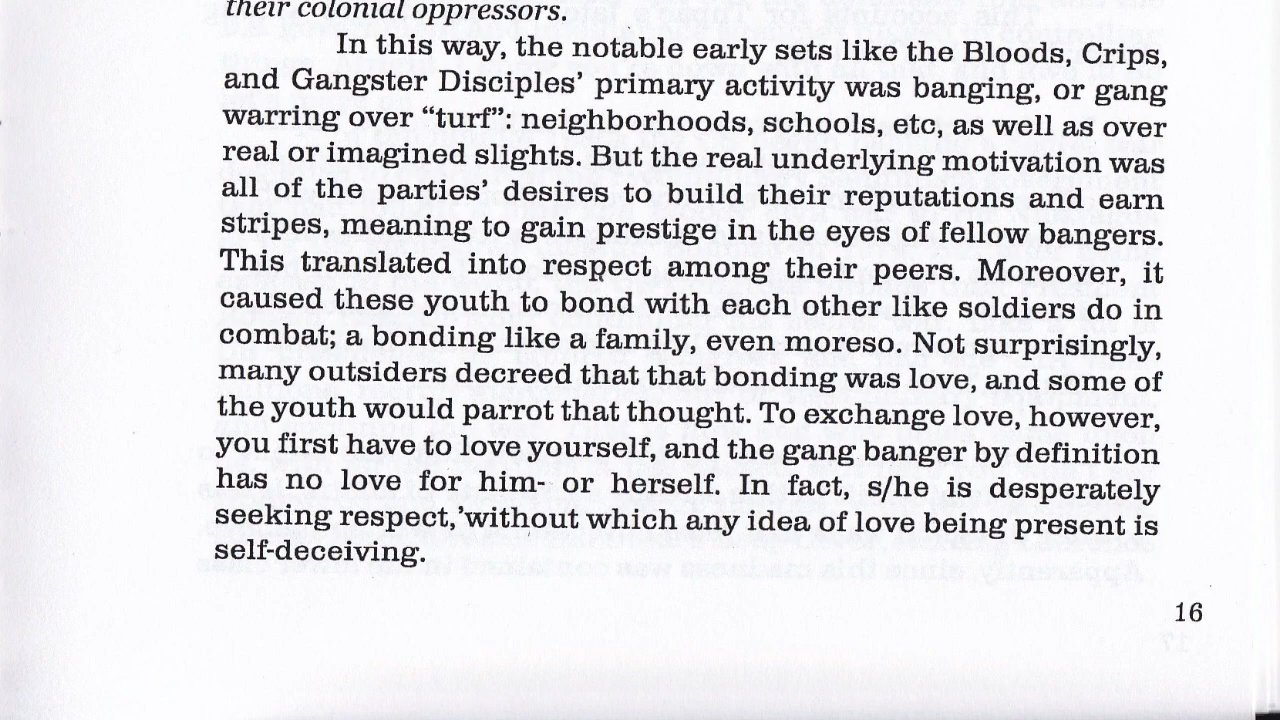 their colonial oppressors.
In this way, the notable early sets like the Bloods, Crips,
and Gangster Disciples’ primary activity was banging, or gang
warring over “turf”: neighborhoods, schools, etc, as well as over
real or imagined slights. But the real underlying motivation was
all of the parties’ desires to build their reputations and earn
stripes, meaning to gain prestige in the eyes of fellow bangers.
This translated into respect among their peers. Moreover, it
caused these youth to bond with each other like soldiers do in
combat; a bonding like a family, even moreso. Not surprisingly,
many outsiders decreed that that bonding was love, and some of
the youth would parrot that thought. To exchange love, however,
you first have to love yourself, and the gang banger by definition
has no love for him- or herself. In fact, s/he is desperately
seeking respect, without which any idea of love being present is
self-deceiving.
16